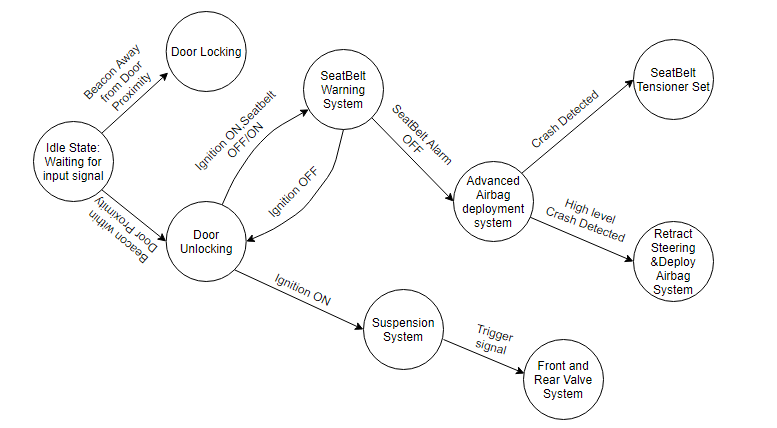 Door Locking
Beacon Away
from Door
Proximity
Idle State:
Waiting for
input signal
Beacon within
Door Proximity
Door
Unlocking
Ignition ON,Seatbelt
OFF/ON
SeatBelt
Warning
System
Ignition OFF
SeatBelt Alarm
OFF
Advanced
Airbag
deployment
system
Crash Detected
SeatBelt
Tensioner Set
High level
Crash Detected
Retract
Steering
&Deploy
Airbag
System
Ignition ON
Suspension
System
Trigger
signal
Front and
Rear Valve
System